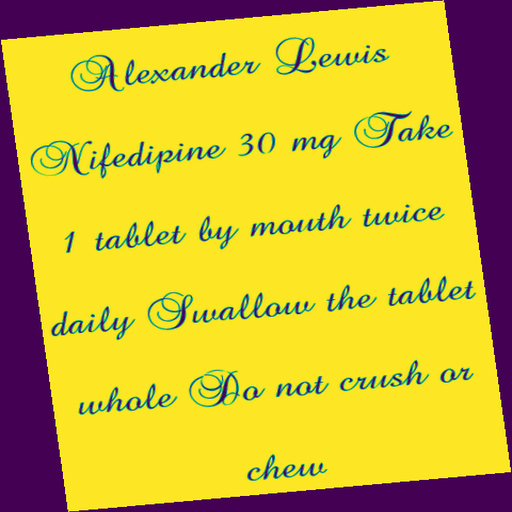 Alexander Lewis
Nifedipine 30 mg Take
1 tablet by mouth twice
daily Swallow the tablet
whole Do not crush or
chew